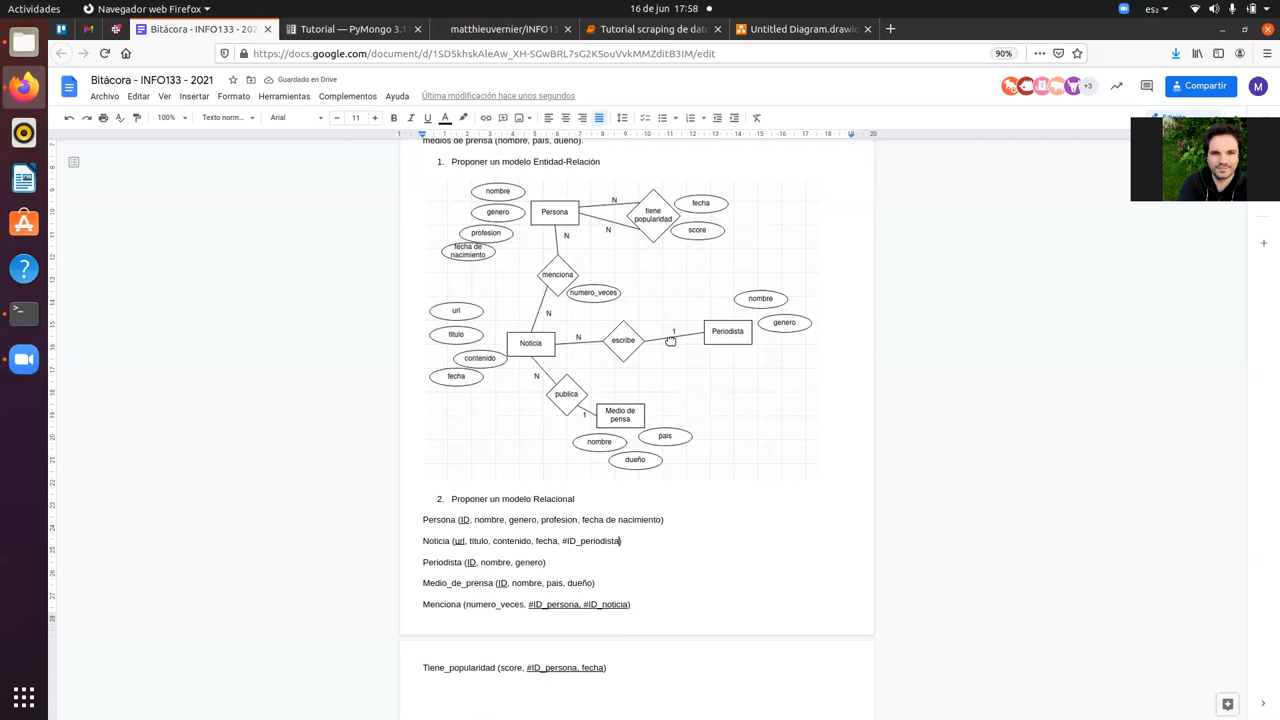 Navegador web Firefox
16 de jun 17:58
es₂
Bitácora - INFO133 - 202
Tutorial — PyMongo 3.1
matthieuvernier/INFO13
Tutorial scraping de dato
Untitled Diagram.drawio
https://docs.google.com/document/d/1SD5khskAleAw_XH-SGwBRL7sG2KSouVvkMMZditB3IM/edit
90%
Bitácora - INFO133 - 2021
Guardado en Drive
+3
Compartir
M
Archivo Editar Ver Insertar Formato Herramientas Complementos Ayuda
Última modificación hace unos segundos
100%
Texto norm...
Arial
11
Edición
medios de prensa (nombre, país, dueño).
1. Proponer un modelo Entidad-Relación
nombre
genero
profesion
fecha de
nacimiento
Persona
N
N
tiene
popularidad
fecha
score
N
menciona
numero_veces
N
url
titulo
contenido
fecha
Noticia
N
escribe
1
Periodista
nombre
genero
N
publica
1
Medio de
pensa
nombre
pais
dueño
2. Proponer un modelo Relacional
Persona (ID, nombre, genero, profesion, fecha de nacimiento)
Noticia (url, titulo, contenido, fecha, #ID_periodista)
Periodista (ID, nombre, genero)
Medio_de_prensa (ID, nombre, pais, dueño)
Menciona (numero_veces, #ID_persona, #ID_noticia)
Tiene_popularidad (score, #ID_persona, fecha)